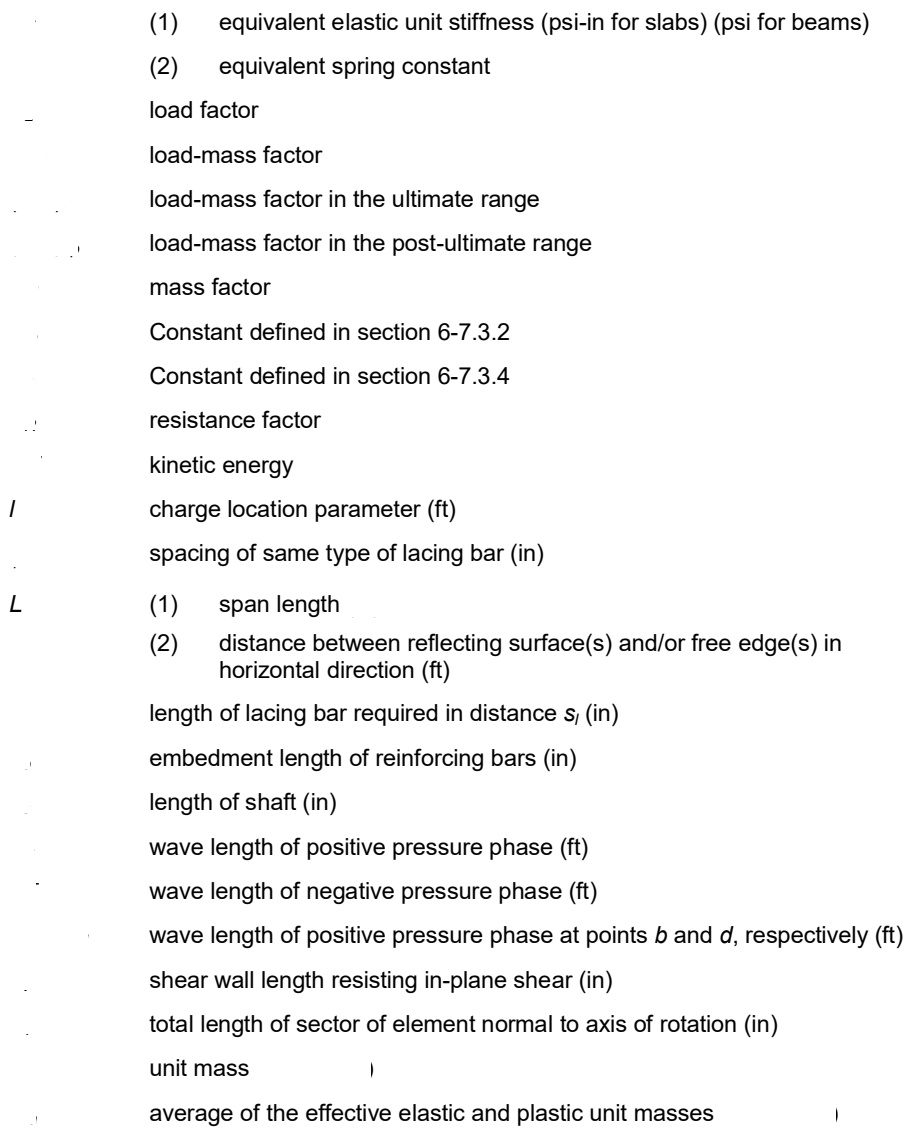 (1) equivalent elastic unit stiffness (psi-in for slabs) (psi for beams)
(2) equivalent spring constant
load factor
load-mass factor
load-mass factor in the ultimate range
load-mass factor in the post-ultimate range
mass factor
Constant defined in section 6-7.3.2
Constant defined in section 6-7.3.4
resistance factor
kinetic energy
l charge location parameter (ft)
spacing of same type of lacing bar (in)
L (1) span length
(2) distance between reflecting surface(s) and/or free edge(s) in
horizontal direction (ft)
length of lacing bar required in distance sl (in)
embedment length of reinforcing bars (in)
length of shaft (in)
wave length of positive pressure phase (ft)
wave length of negative pressure phase (ft)
wave length of positive pressure phase at points b and d, respectively (ft)
shear wall length resisting in-plane shear (in)
total length of sector of element normal to axis of rotation (in)
unit mass )
average of the effective elastic and plastic unit masses )